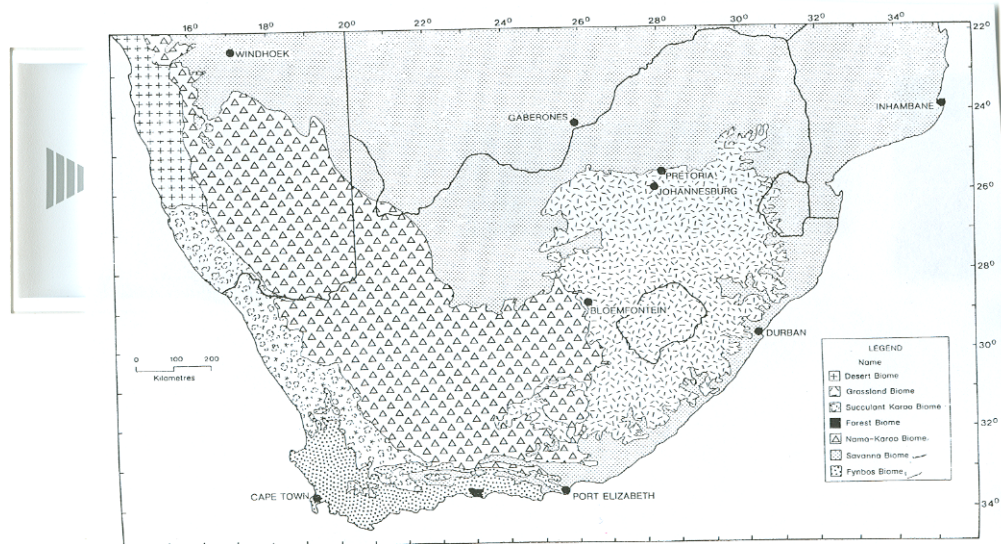 16° 18° 20° 22° 24° 26° 28° 30° 32° 34° 22°
WINDHOEK
24°
INHAMBANE
GABERONES
PRETORIA
26°
JOHANNESBURG
28°
BLOEMFONTEIN
DURBAN
30°
0 100 200
Kilometres
LEGEND
Name
Desert Biome
Grassland Biome
Succulant Karoo Biome
Forest Biome
32°
Nama-Karoo Biome
Savanna Biome
Fynbos Biome
CAPE TOWN
PORT ELIZABETH
34°